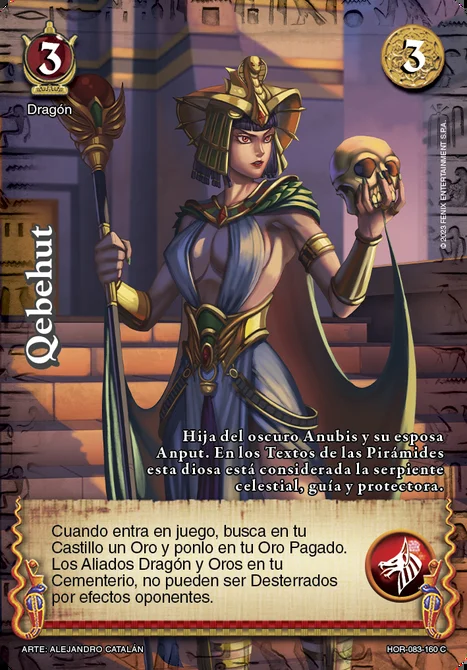 3
3
Dragón
© 2023 FENIX ENTERTAINMENT S.P.A.
Qebehut
Hija del oscuro Anubis y su esposa
Anput. En los Textos de las Pirámides
esta diosa está considerada la serpiente
celestial, guía y protectora.
Cuando entra en juego, busca en tu
Castillo un Oro y ponlo en tu Oro Pagado.
Los Aliados Dragón y Oros en tu
Cementerio, no pueden ser Desterrados
por efectos oponentes.
ARTE: ALEJANDRO CATALÁN
HOR-083-160 C